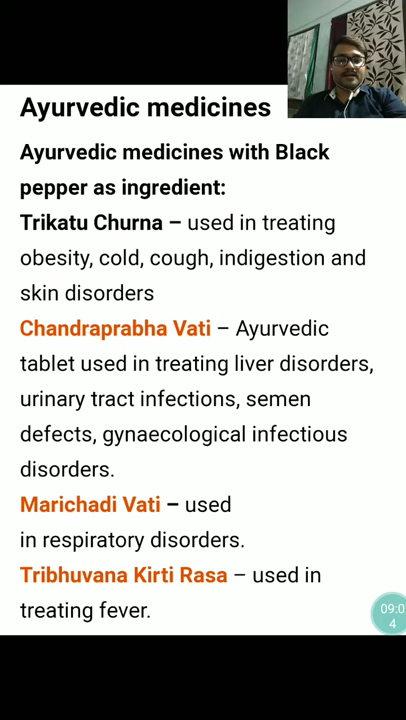 Ayurvedic medicines
Ayurvedic medicines with Black
pepper as ingredient:
Trikatu Churna – used in treating
obesity, cold, cough, indigestion and
skin disorders
Chandraprabha Vati – Ayurvedic
tablet used in treating liver disorders,
urinary tract infections, semen
defects, gynaecological infectious
disorders.
Marichadi Vati – used
in respiratory disorders.
Tribhuvana Kirti Rasa – used in
treating fever.
09:0
4